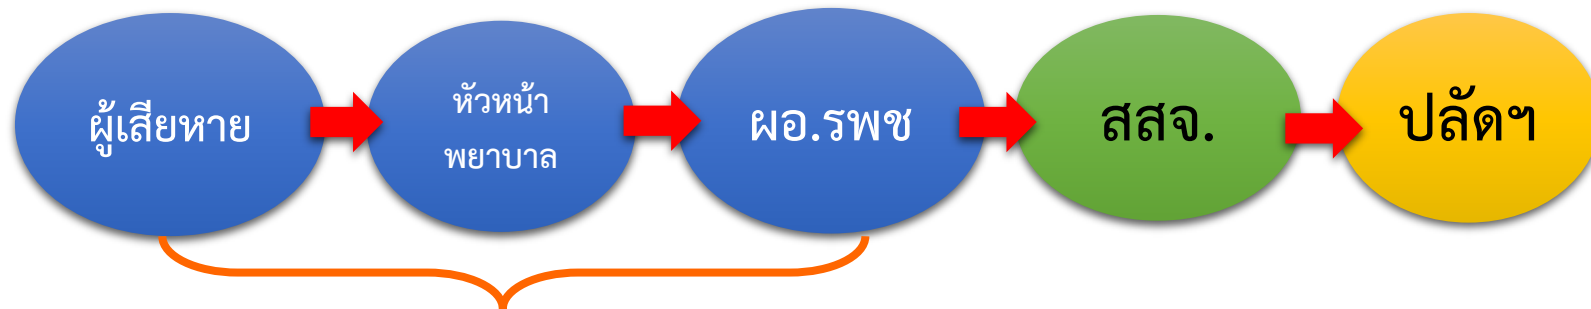 ผู้เสียหาย
หัวหน้า
พยาบาล
ผอ.รพช
สสจ.
ปลัดฯ